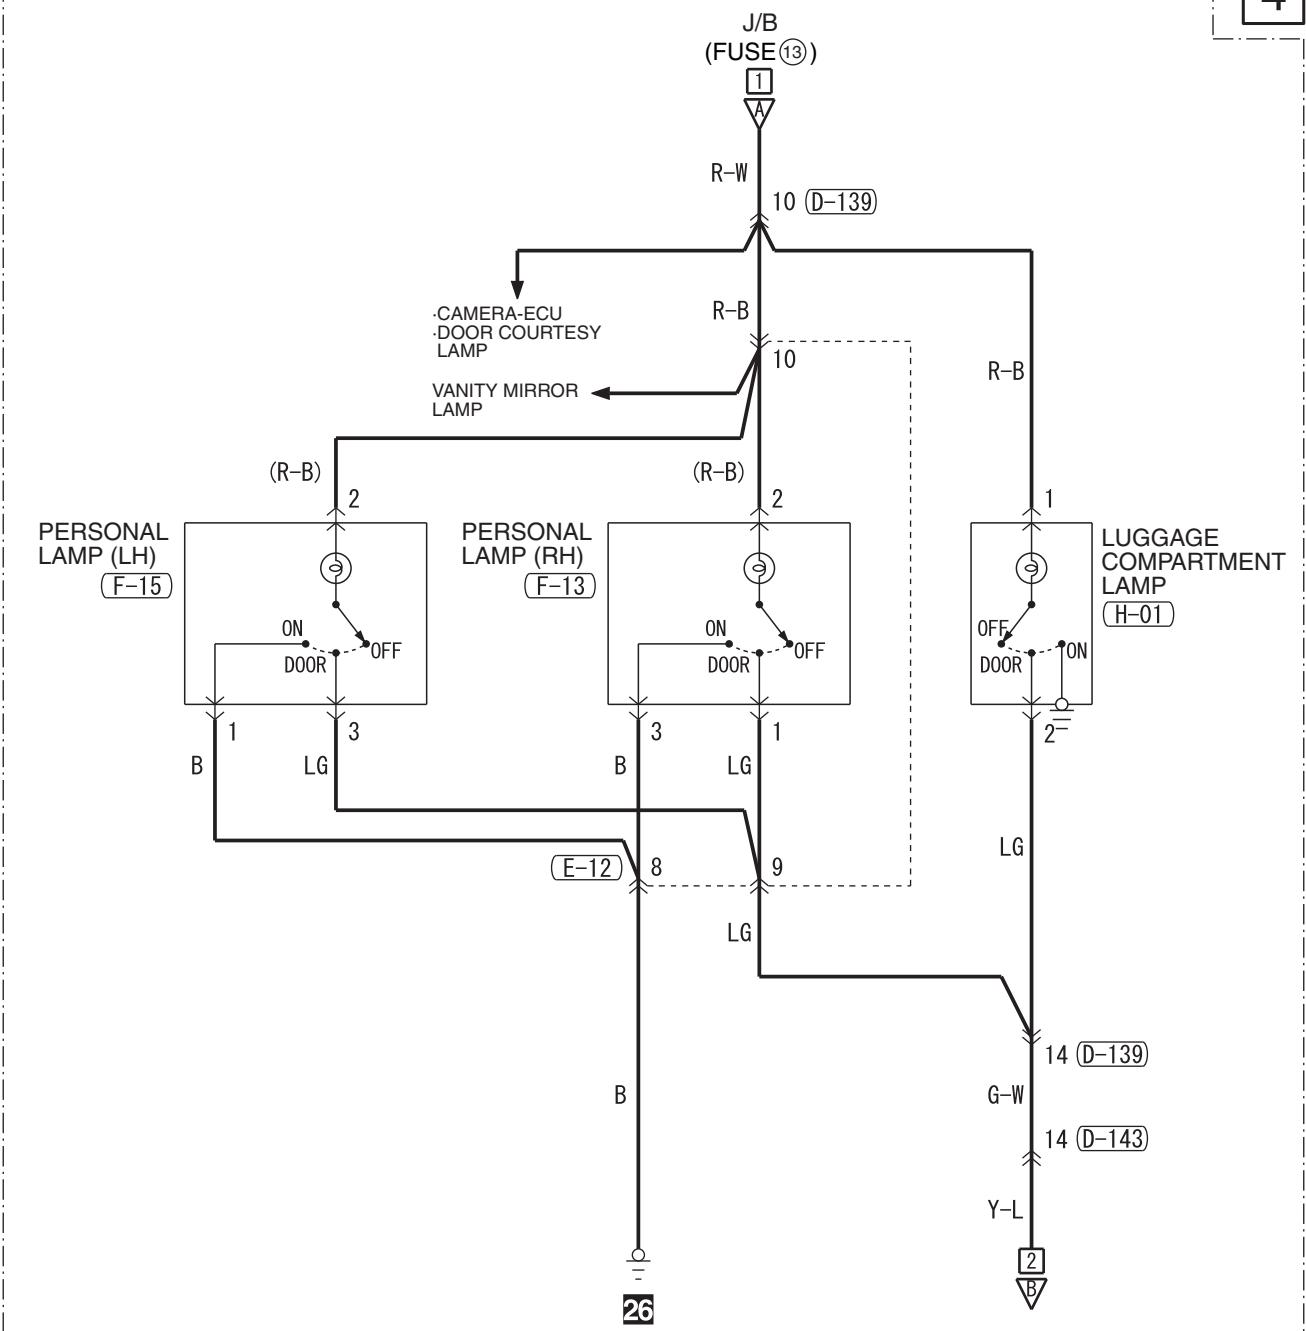 J/B
(FUSE 13)
1
A
R-W
10 (D-139)
·CAMERA-ECU
·DOOR COURTESY
LAMP
R-B
10
R-B
VANITY MIRROR
LAMP
(R-B)
(R-B)
2
2
1
PERSONAL
LAMP (LH)
F-15
ON
DOOR
OFF
PERSONAL
LAMP (RH)
F-13
ON
DOOR
OFF
LUGGAGE
COMPARTMENT
LAMP
H-01
OFF
DOOR
ON
1
3
3
1
2
B
LG
B
LG
LG
E-12
8
9
LG
14 D-139
B
G-W
14 D-143
Y-L
2
B
26